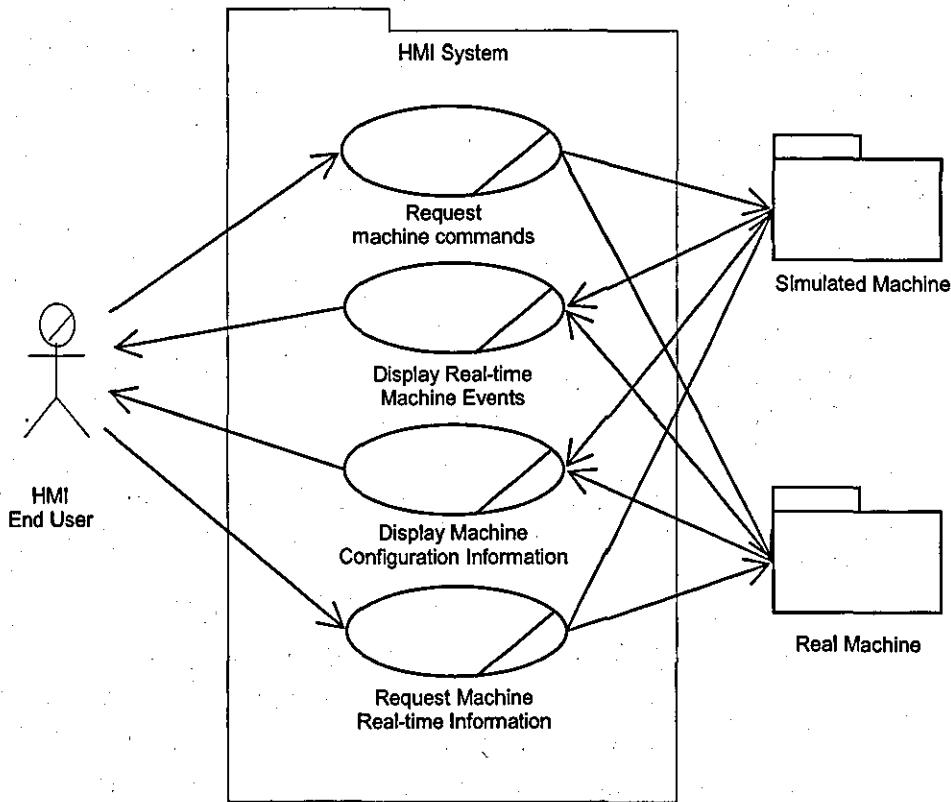 HMI System
Request
machine commands
Simulated Machine
Display Real-time
Machine Events
HMI
End User
Display Machine
Configuration Information
Real Machine
Request Machine
Real-time Information